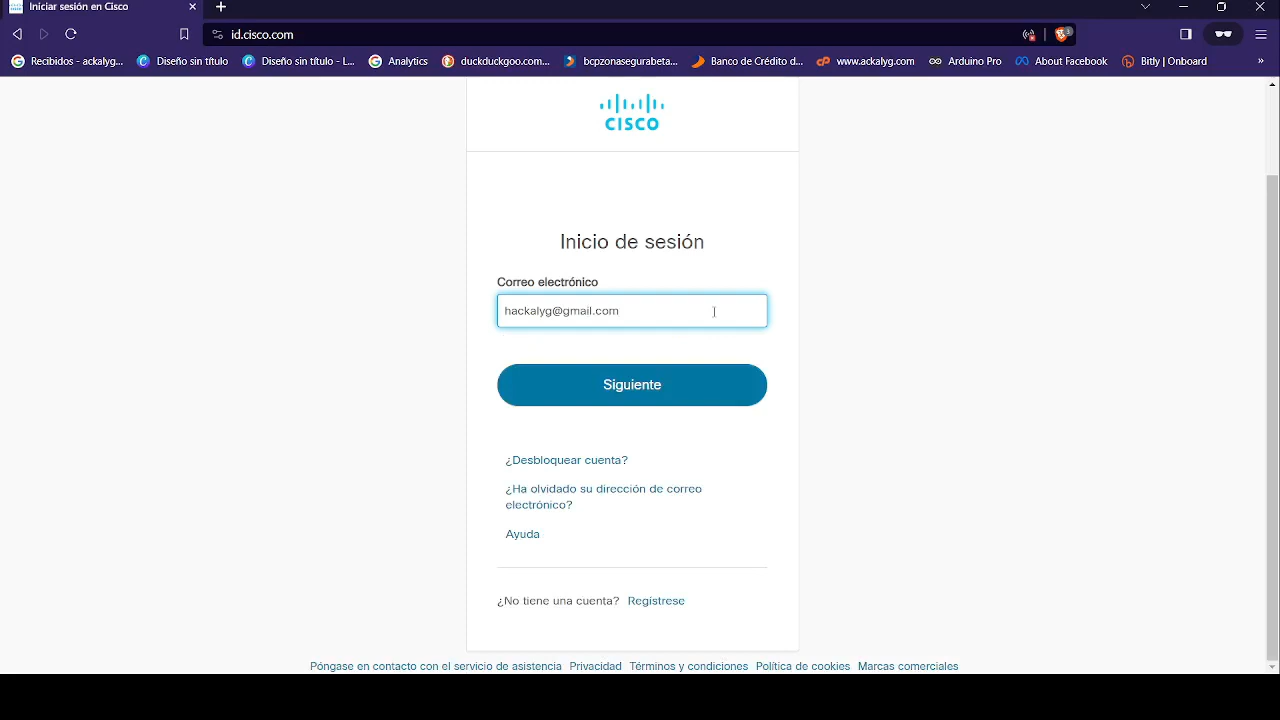 Iniciar sesión en Cisco
id.cisco.com
3
Recibidos - ackalyg... Diseño sin título Diseño sin título - L... Analytics duckduckgoo.com... bcpzonasegurabeta... Banco de Crédito d... www.ackalyg.com Arduino Pro About Facebook Bitly | Onboard »
CISCO
Inicio de sesión
Correo electrónico
hackalyg@gmail.com
Siguiente
¿Desbloquear cuenta?
¿Ha olvidado su dirección de correo
electrónico?
Ayuda
¿No tiene una cuenta? Regístrese
Póngase en contacto con el servicio de asistencia Privacidad Términos y condiciones Política de cookies Marcas comerciales